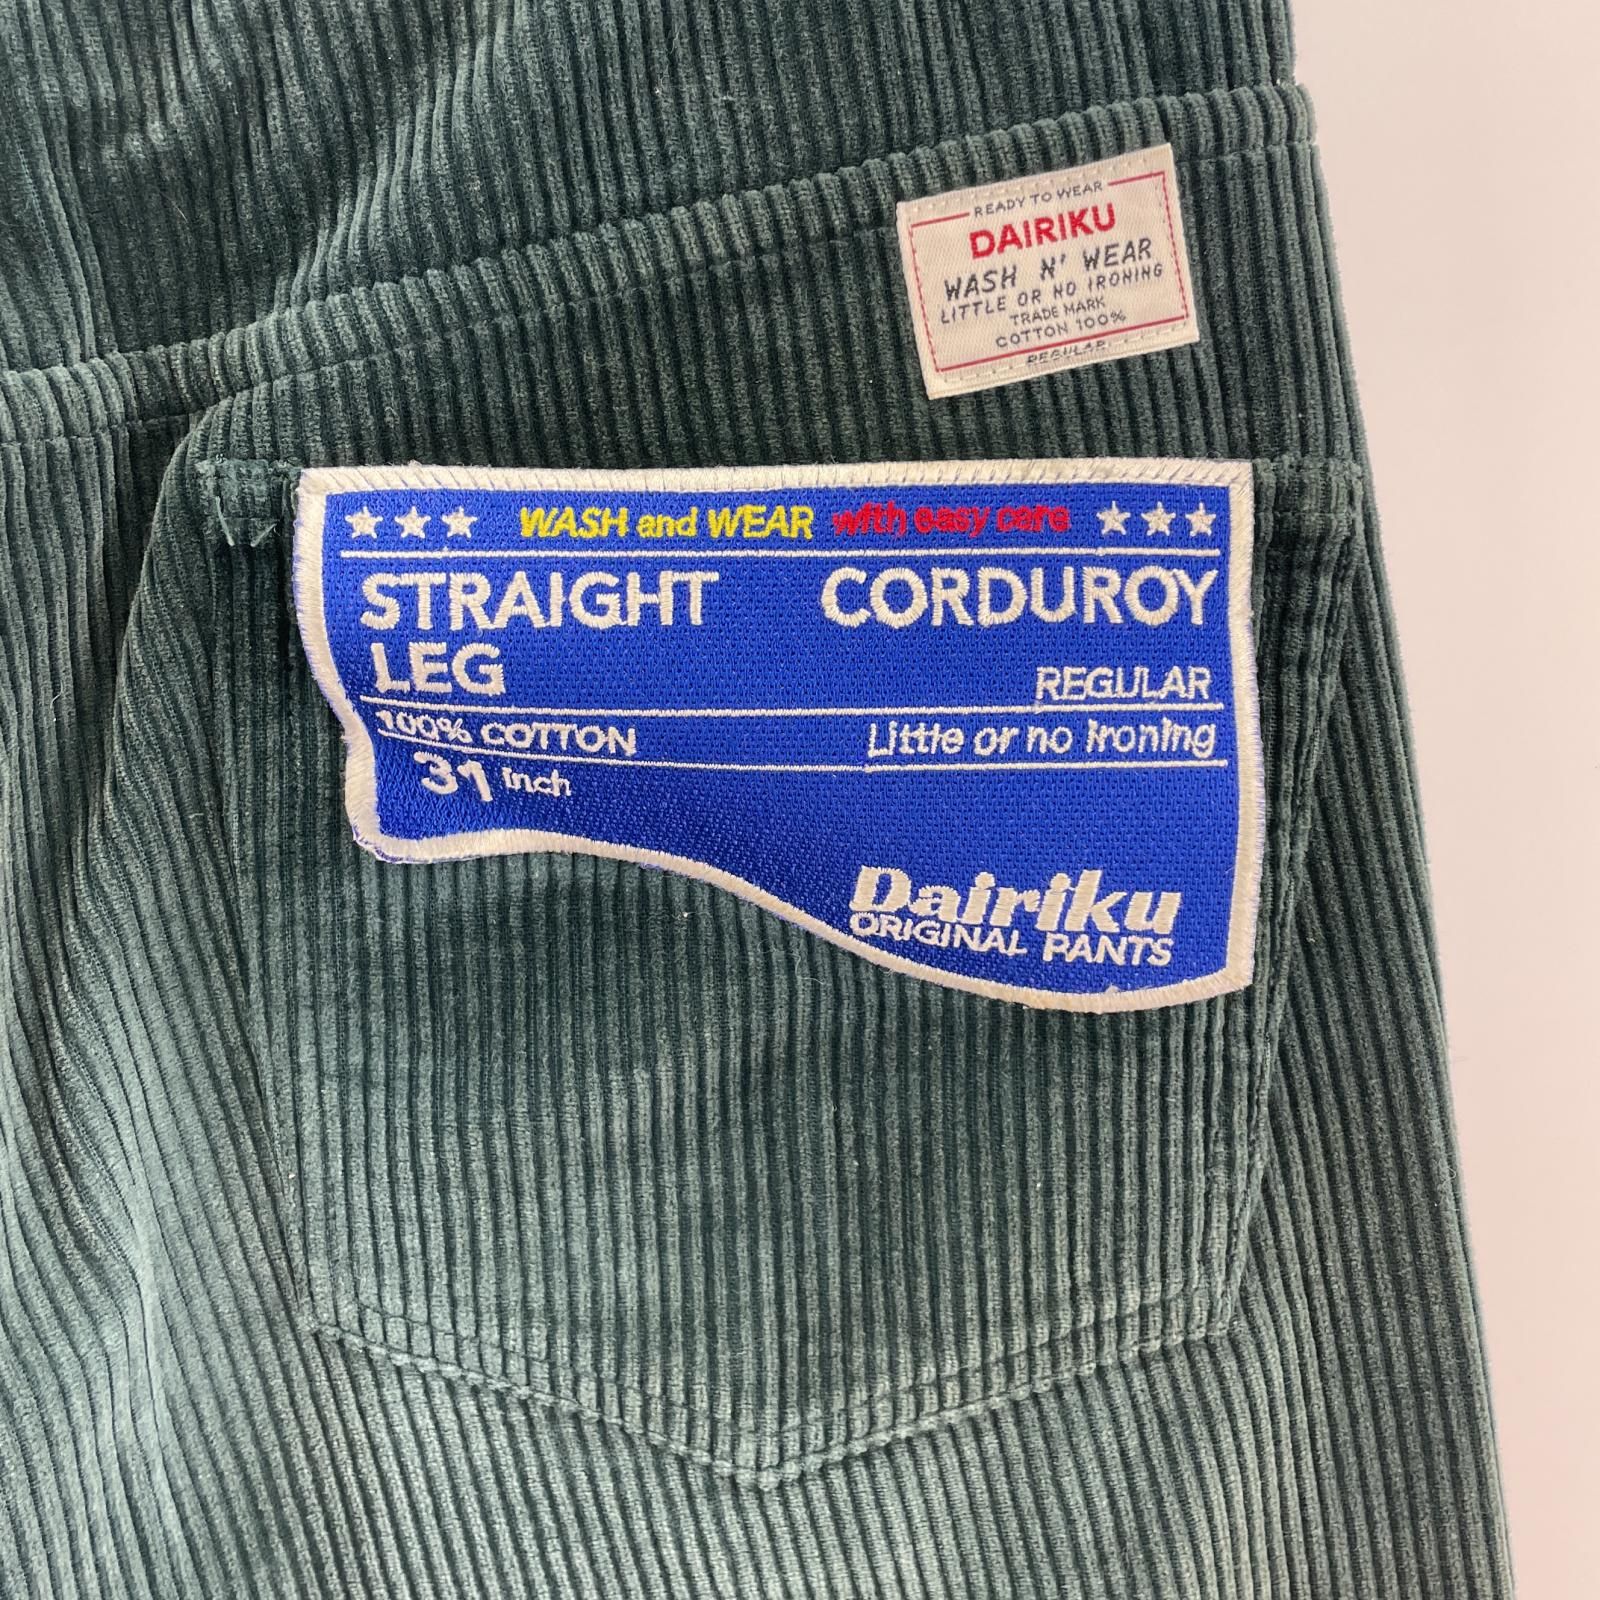 READY TO WEAR
DAIRIKU
WASH N' WEAR
LITTLE OR NO IRONING
TRADE MARK
COTTON 100%
REGULAR
WASH and WEAR with easy care
STRAIGHT CORDUROY
LEG
REGULAR
100% COTTON Little or no ironing
31 inch
Dairiku
ORIGINAL PANTS